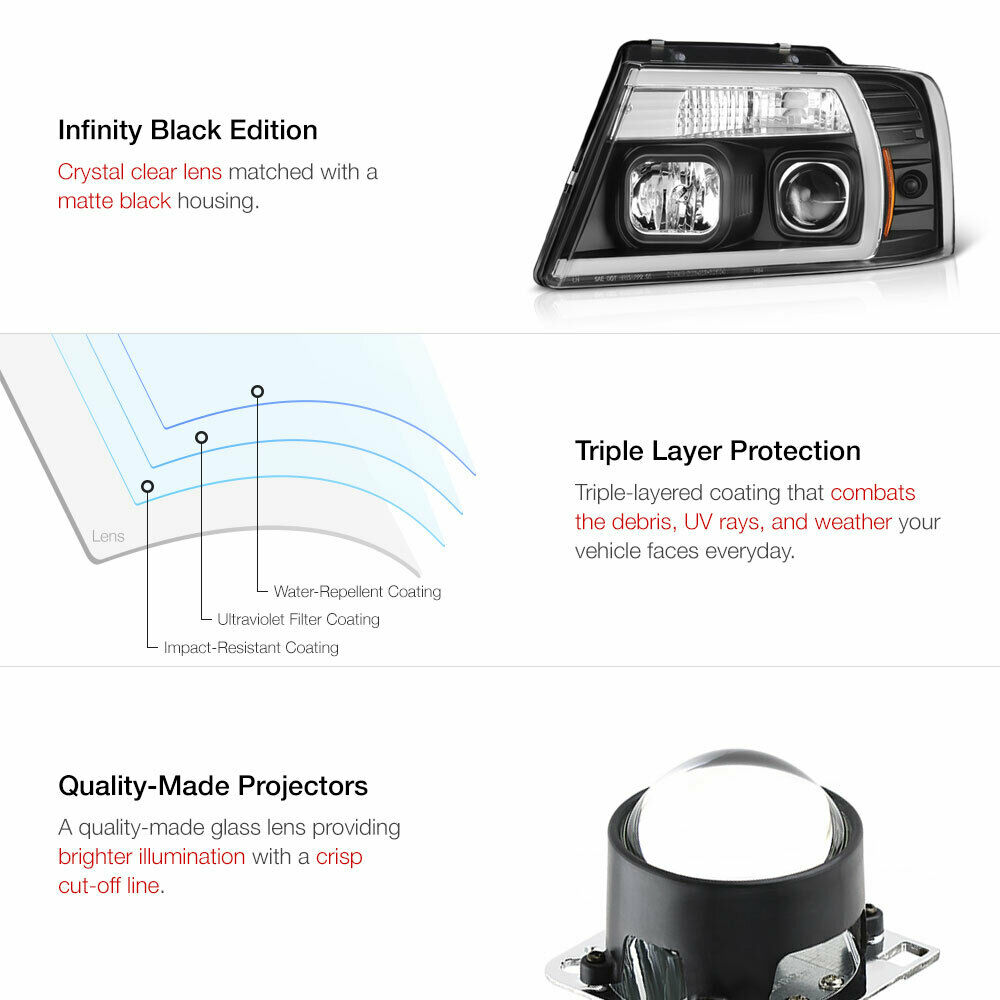 Infinity Black Edition
Crystal clear lens matched with a
matte black housing.
SAE DOT
Lens
Water-Repellent Coating
Ultraviolet Filter Coating
Impact-Resistant Coating
Triple Layer Protection
Triple-layered coating that combats
the debris, UV rays, and weather your
vehicle faces everyday.
Quality-Made Projectors
A quality-made glass lens providing
brighter illumination with a crisp
cut-off line.